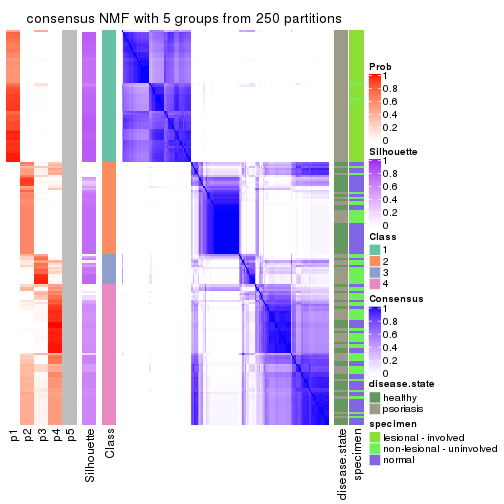 consensus NMF with 5 groups from 250 partitions
Prob
1
0.8
0.6
0.4
0.2
0
Silhouette
1
0.8
0.6
0.4
0.2
0
Class
1
2
3
4
Consensus
1
0.8
0.6
0.4
0.2
0
disease.state
healthy
psoriasis
specimen
lesional - involved
non-lesional - uninvolved
normal
p1
p2
p3
p4
p5
Silhouette
Class
disease.state
specimen